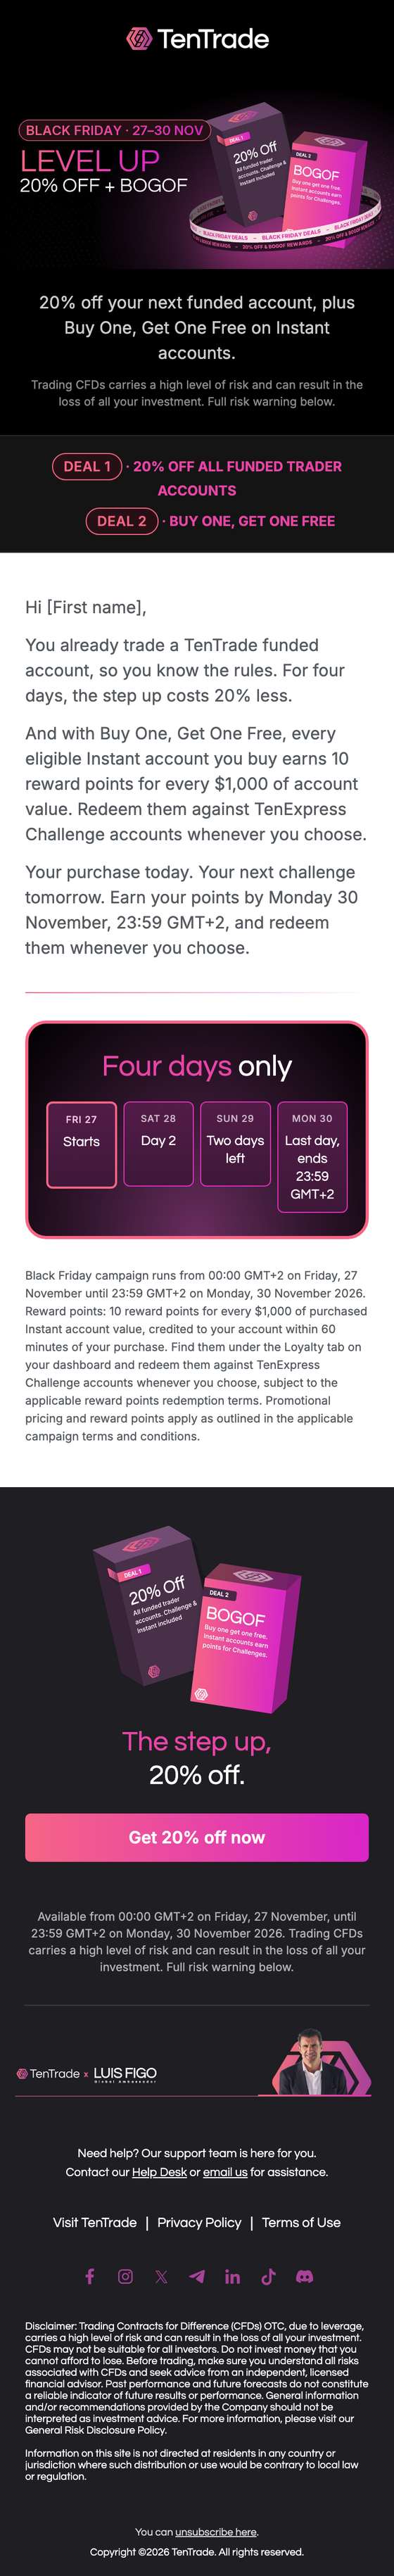 TenTrade
BLACK FRIDAY · 27–30 NOV
LEVEL UP
20% OFF + BOGOF
DEAL 1
20% Off
All funded trader
accounts. Challenge &
Instant included
DEAL 2
BOGOF
Buy one get one free.
Instant accounts earn
points for Challenges.
20% off your next funded account, plus
Buy One, Get One Free on Instant
accounts.
Trading CFDs carries a high level of risk and can result in the
loss of all your investment. Full risk warning below.
DEAL 1 · 20% OFF ALL FUNDED TRADER
ACCOUNTS
DEAL 2 · BUY ONE, GET ONE FREE
Hi [First name],
You already trade a TenTrade funded
account, so you know the rules. For four
days, the step up costs 20% less.
And with Buy One, Get One Free, every
eligible Instant account you buy earns 10
reward points for every $1,000 of account
value. Redeem them against TenExpress
Challenge accounts whenever you choose.
Your purchase today. Your next challenge
tomorrow. Earn your points by Monday 30
November, 23:59 GMT+2, and redeem
them whenever you choose.
Four days only
FRI 27
Starts
SAT 28
Day 2
SUN 29
Two days
left
MON 30
Last day,
ends
23:59
GMT+2
Black Friday campaign runs from 00:00 GMT+2 on Friday, 27
November until 23:59 GMT+2 on Monday, 30 November 2026.
Reward points: 10 reward points for every $1,000 of purchased
Instant account value, credited to your account within 60
minutes of your purchase. Find them under the Loyalty tab on
your dashboard and redeem them against TenExpress
Challenge accounts whenever you choose, subject to the
applicable reward points redemption terms. Promotional
pricing and reward points apply as outlined in the applicable
campaign terms and conditions.
DEAL 1
20% Off
All funded trader
accounts. Challenge &
Instant included
DEAL 2
BOGOF
Buy one get one free.
Instant accounts earn
points for Challenges.
The step up,
20% off.
Get 20% off now
Available from 00:00 GMT+2 on Friday, 27 November, until
23:59 GMT+2 on Monday, 30 November 2026. Trading CFDs
carries a high level of risk and can result in the loss of all your
investment. Full risk warning below.
TenTrade x LUIS FIGO
Global Ambassador
Need help? Our support team is here for you.
Contact our Help Desk or email us for assistance.
Visit TenTrade | Privacy Policy | Terms of Use
Disclaimer: Trading Contracts for Difference (CFDs) OTC, due to leverage,
carries a high level of risk and can result in the loss of all your investment.
CFDs may not be suitable for all investors. Do not invest money that you
cannot afford to lose. Before trading, make sure you understand all risks
associated with CFDs and seek advice from an independent, licensed
financial advisor. Past performance and future forecasts do not constitute
a reliable indicator of future results or performance. General information
and/or recommendations provided by the Company should not be
interpreted as investment advice. For more information, please visit our
General Risk Disclosure Policy.
Information on this site is not directed at residents in any country or
jurisdiction where such distribution or use would be contrary to local law
or regulation.
You can unsubscribe here.
Copyright ©2026 TenTrade. All rights reserved.